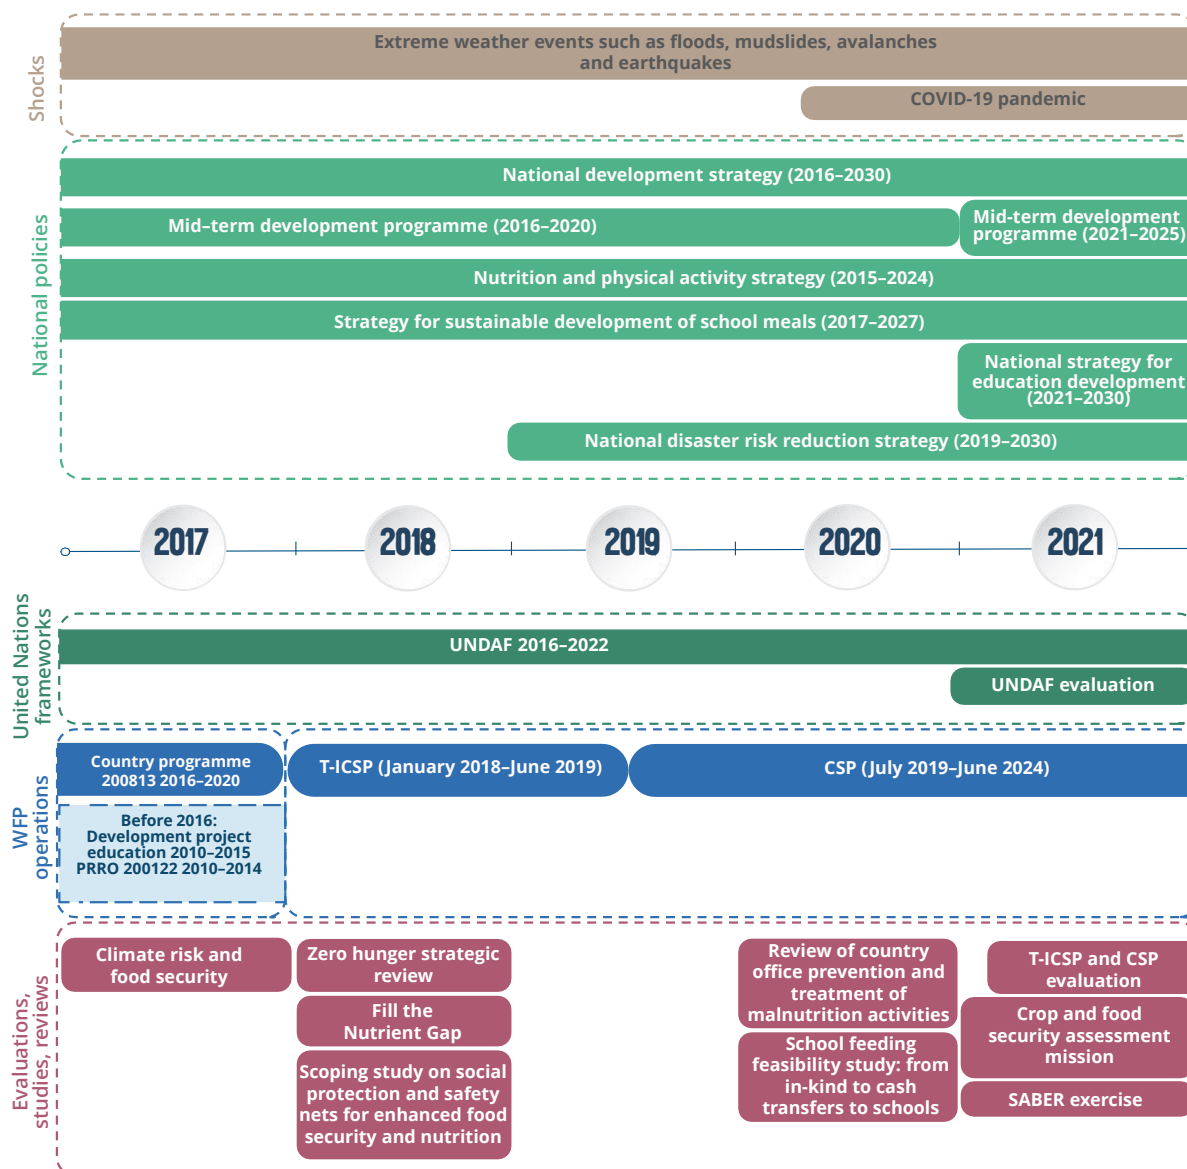 Shocks
Extreme weather events such as floods, mudslides, avalanches
and earthquakes
COVID-19 pandemic
National policies
National development strategy (2016–2030)
Mid–term development programme (2016–2020)
Mid-term development
programme (2021–2025)
Nutrition and physical activity strategy (2015–2024)
Strategy for sustainable development of school meals (2017–2027)
National strategy for
education development
(2021–2030)
National disaster risk reduction strategy (2019–2030)
2017
2018
2019
2020
2021
United Nations
frameworks
UNDAF 2016–2022
UNDAF evaluation
WFP
operations
Country programme
200813 2016–2020
T-ICSP (January 2018–June 2019)
CSP (July 2019–June 2024)
Before 2016:
Development project
education 2010–2015
PRRO 200122 2010–2014
Evaluations,
studies, reviews
Climate risk and
food security
Zero hunger strategic
review
Fill the
Nutrient Gap
Scoping study on social
protection and safety
nets for enhanced food
security and nutrition
Review of country
office prevention and
treatment of
malnutrition activities
School feeding
feasibility study: from
in-kind to cash
transfers to schools
T-ICSP and CSP
evaluation
Crop and food
security assessment
mission
SABER exercise